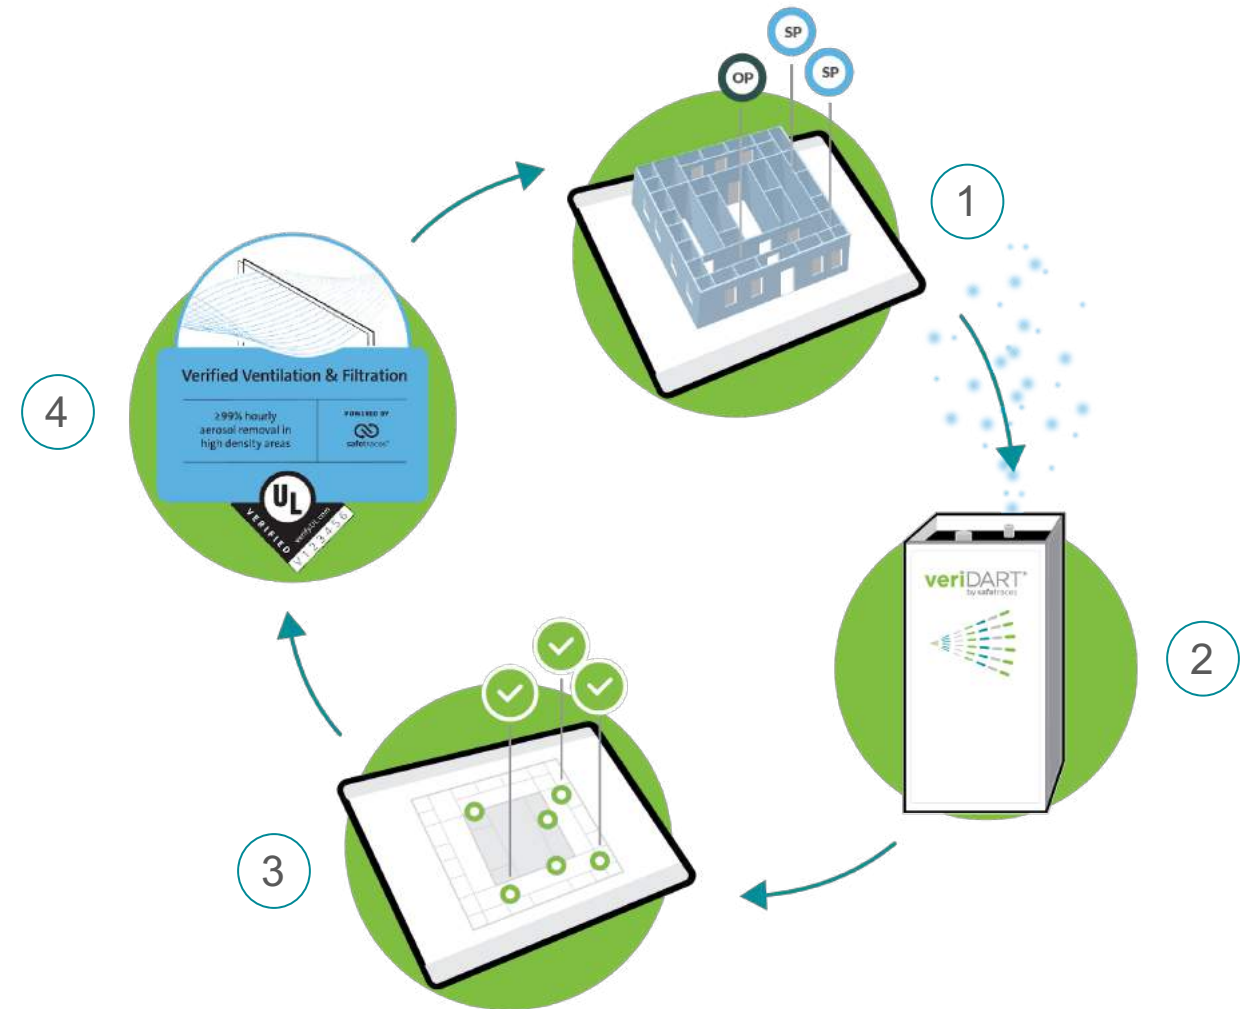 SP
SP
OP
1
veriDART®
by safetraces
2
3
4
Verified Ventilation & Filtration
≥99% hourly
aerosol removal in
high density areas
POWERED BY
safetraces®
UL
VERIFIED
verify.UL.com
V123456